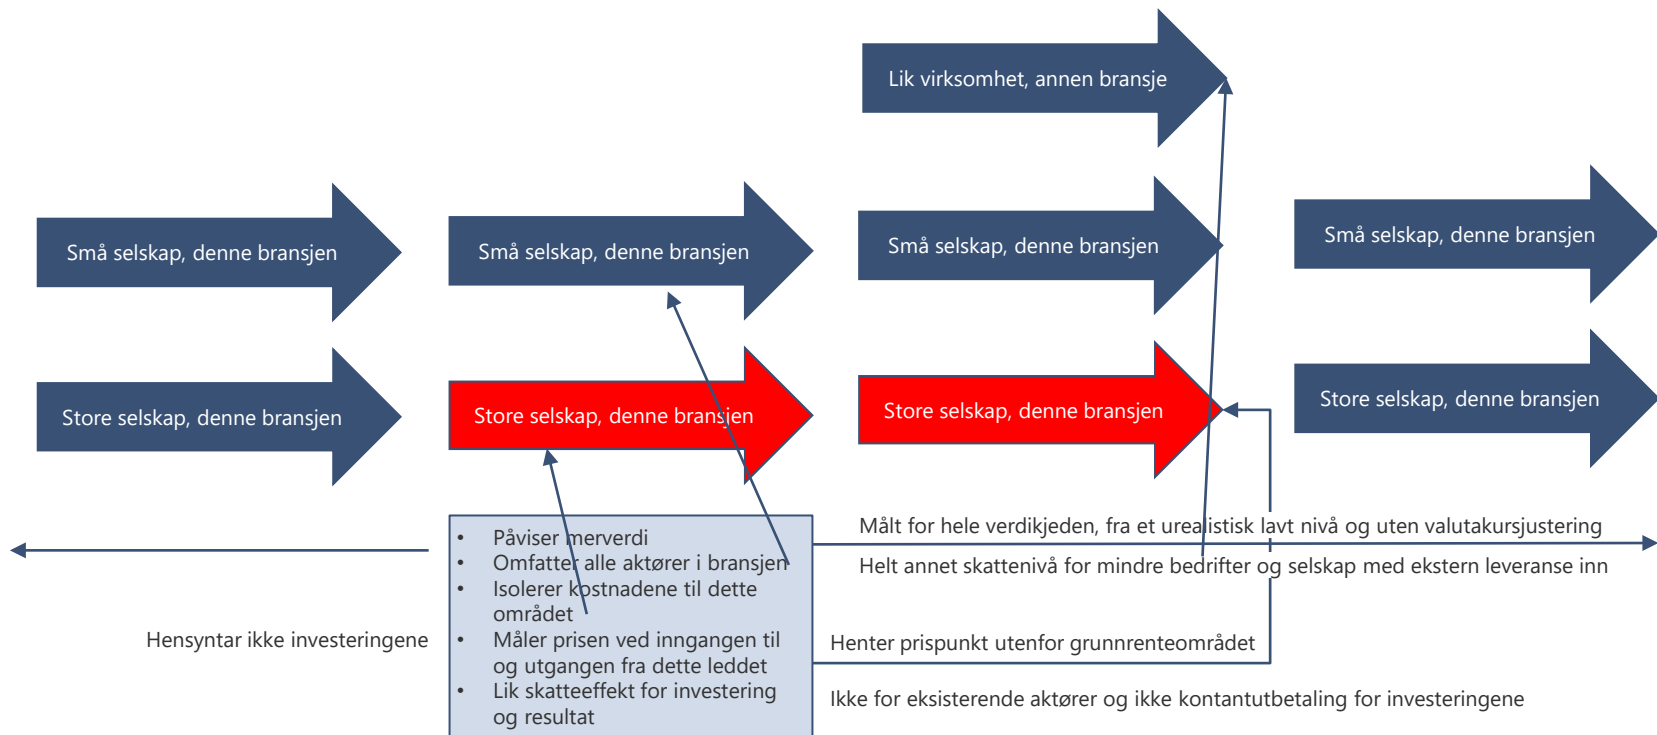 Lik virksomhet, annen bransje
Små selskap, denne bransjen
Små selskap, denne bransjen
Små selskap, denne bransjen
Små selskap, denne bransjen
Store selskap, denne bransjen
Store selskap, denne bransjen
Store selskap, denne bransjen
Store selskap, denne bransjen
Hensyntar ikke investeringene
• Påviser merverdi
• Omfatter alle aktører i bransjen
• Isolerer kostnadene til dette
området
• Måler prisen ved inngangen til
og utgangen fra dette leddet
• Lik skatteeffekt for investering
og resultat
Målt for hele verdikjeden, fra et urealistisk lavt nivå og uten valutakursjustering
Helt annet skattenivå for mindre bedrifter og selskap med ekstern leveranse inn
Henter prispunkt utenfor grunnrenteområdet
Ikke for eksisterende aktører og ikke kontantutbetaling for investeringene